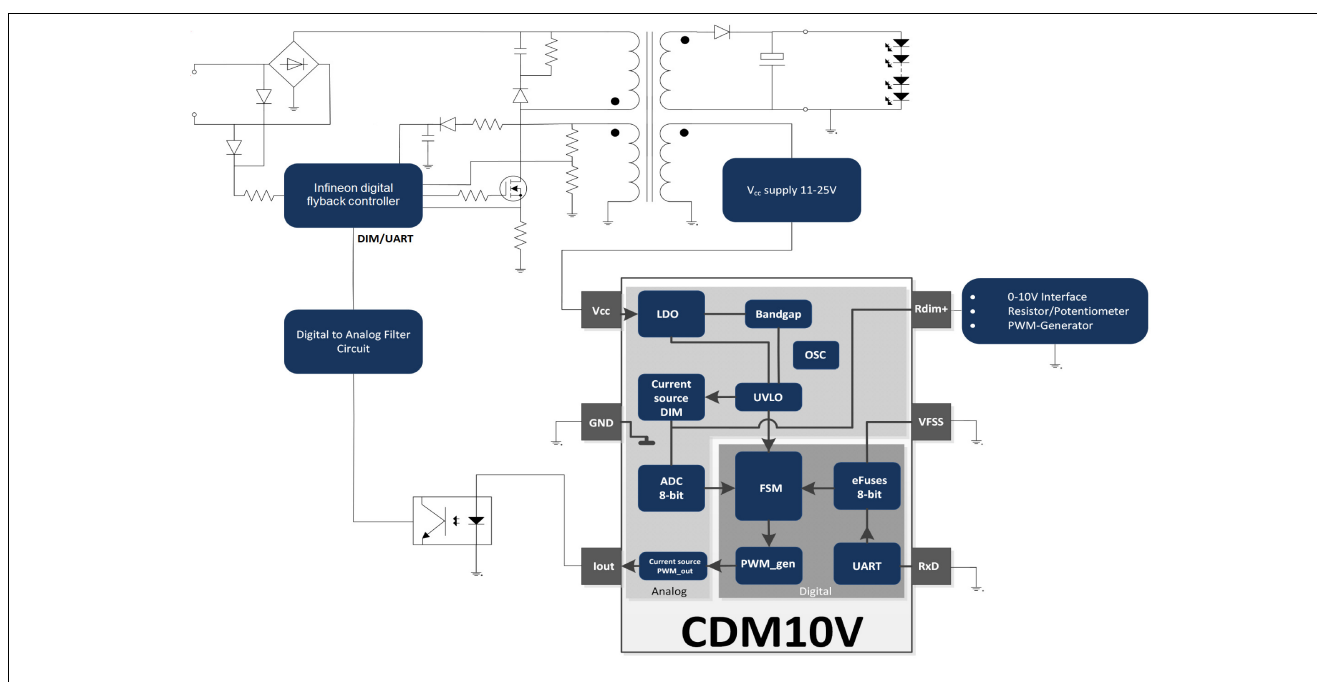 Infineon digital
flyback controller
DIM/UART
V_cc supply 11-25V
Digital to Analog Filter
Circuit
Vcc
LDO
Bandgap
OSC
Rdim+
• 0-10V Interface
• Resistor/Potentiometer
• PWM-Generator
Current
source
DIM
UVLO
GND
VFSS
ADC
8-bit
FSM
eFuses
8-bit
Iout
Current source
PWM_out
PWM_gen
UART
RxD
Analog
Digital
CDM10V